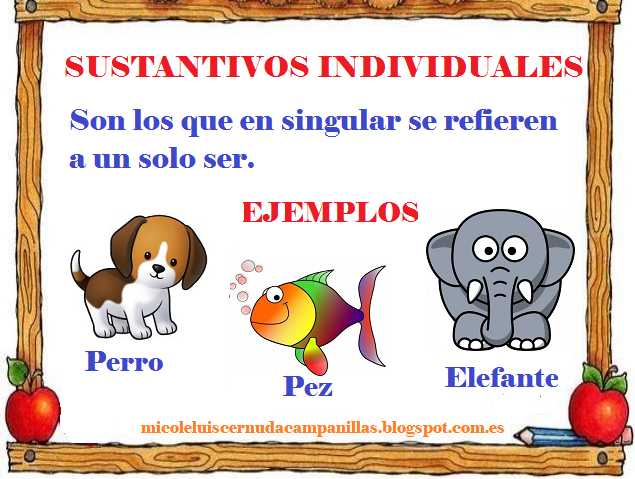 SUSTANTIVOS INDIVIDUALES
Son los que en singular se refieren
a un solo ser.
EJEMPLOS
Perro
Pez
Elefante
micoleluiscernudacampanillas.blogspot.com.es